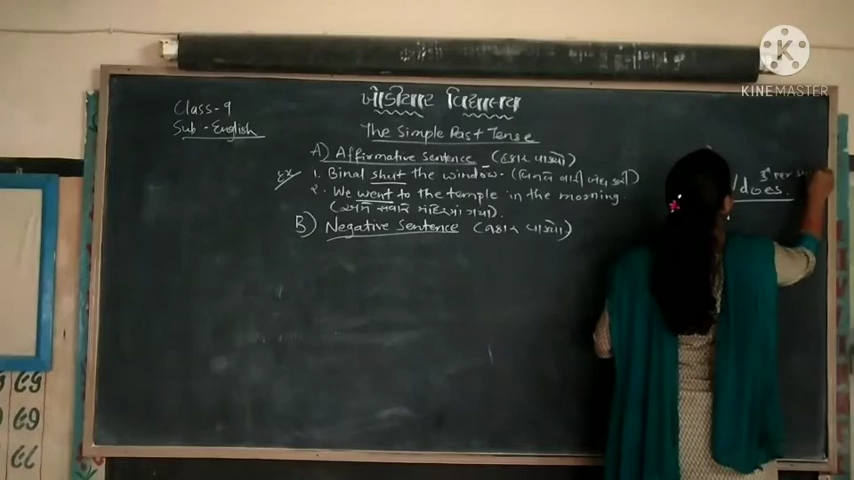 KINEMASTER
ખોડીયાર વિદ્યાલય
Class-9
Sub-English
The Simple Past Tense
A) Affirmative sentence (હકાર વાક્યો)
Ex 1. Binal shut the window. (બિનલે બારી બંધ કરી)
2. We went to the temple in the morning.
(અમે સવારે મંદિરમાં ગયા).
B) Negative Sentence (નકાર વાક્યો)
/does.